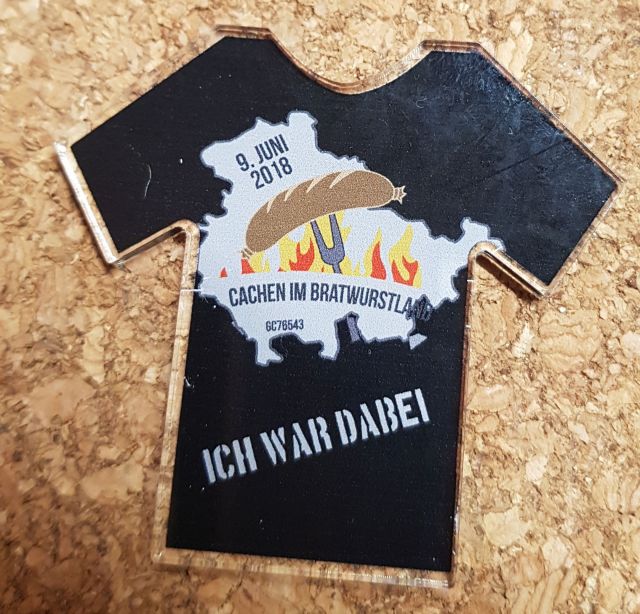 9. JUNI
2018
CACHEN IM BRATWURSTLAND
GC76543
ICH WAR DABEI